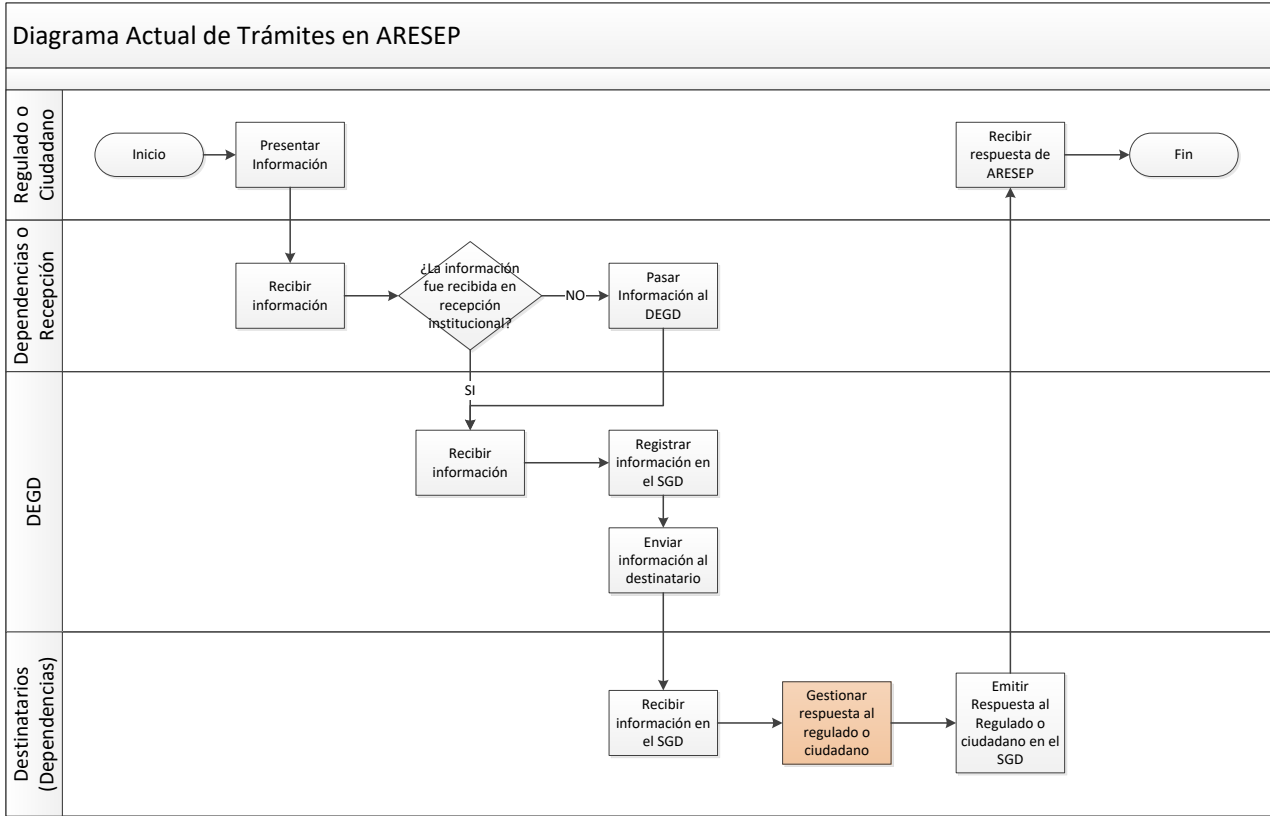 Diagrama Actual de Trámites en ARESEP
Regulado o
Ciudadano
Inicio
Presentar
Información
Recibir
respuesta de
ARESEP
Fin
Dependencias o
Recepción
Recibir
información
¿La información
fue recibida en
recepción
institucional?
NO
Pasar
Información al
DEGD
SI
DEGD
Recibir
información
Registrar
información en
el SGD
Enviar
información al
destinatario
Destinatarios
(Dependencias)
Recibir
información en
el SGD
Gestionar
respuesta al
regulado o
ciudadano
Emitir
Respuesta al
Regulado o
ciudadano en el
SGD